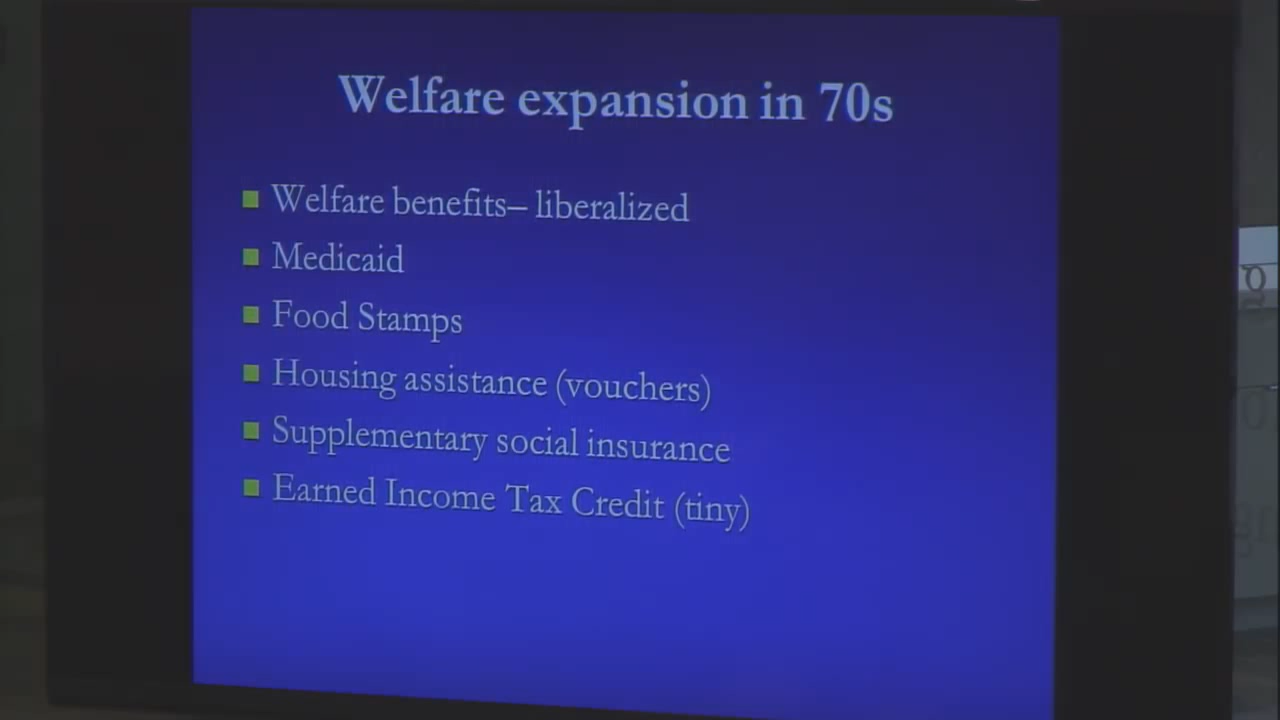 Welfare expansion in 70s
Welfare benefits– liberalized
Medicaid
Food Stamps
Housing assistance (vouchers)
Supplementary social insurance
Earned Income Tax Credit (tiny)